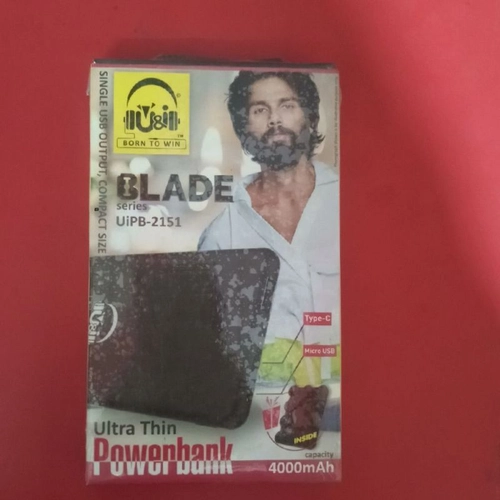 U&i
BORN TO WIN
SINGLE USB OUTPUT, COMPACT SIZE
BLADE
series
UiPB-2151
Type-C
Micro USB
INSIDE
Ultra Thin
Powerbank
capacity
4000mAh